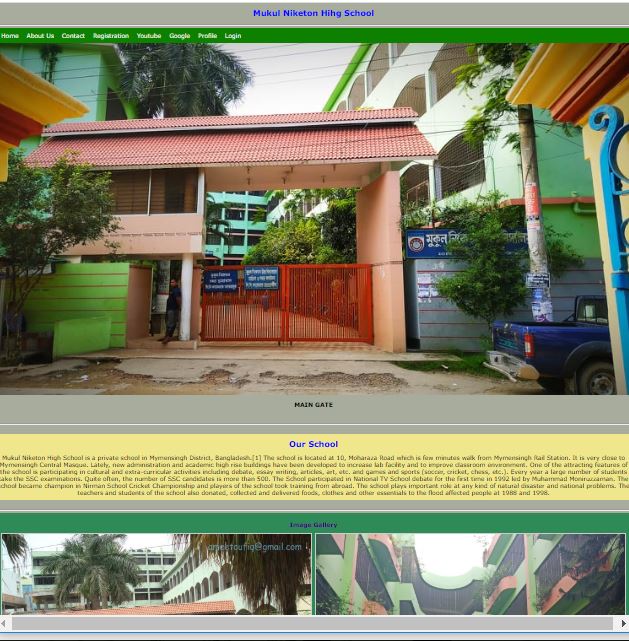 Mukul Niketon Hihg School
Home About Us Contact Registration Youtube Google Profile Login
মুকুল
MAIN GATE
Our School
Mukul Niketon High School is a private school in Mymensingh District, Bangladesh.[1] The school is located at 10, Moharaza Road which is few minutes walk from Mymensingh Rail Station. It is very close to
Mymensingh Central Masque. Lately, new administration and academic high rise buildings have been developed to increase lab facility and to improve classroom environment. One of the attracting features of
the school is participating in cultural and extra-curricular activities including debate, essay writing, articles, art, etc. and games and sports (soccer, cricket, chess, etc.). Every year a large number of students
take the SSC examinations. Quite often, the number of SSC candidates is more than 500. The School participated in National TV School debate for the first time in 1992 led by Muhammad Moniruzzaman. The
chool became champion in Nirman School Cricket Championship and players of the school took training from abroad. The school plays important role at any kind of natural disaster and national problems. The
teachers and students of the school also donated, collected and delivered foods, clothes and other essentials to the flood affected people at 1988 and 1998.
Image Gallery